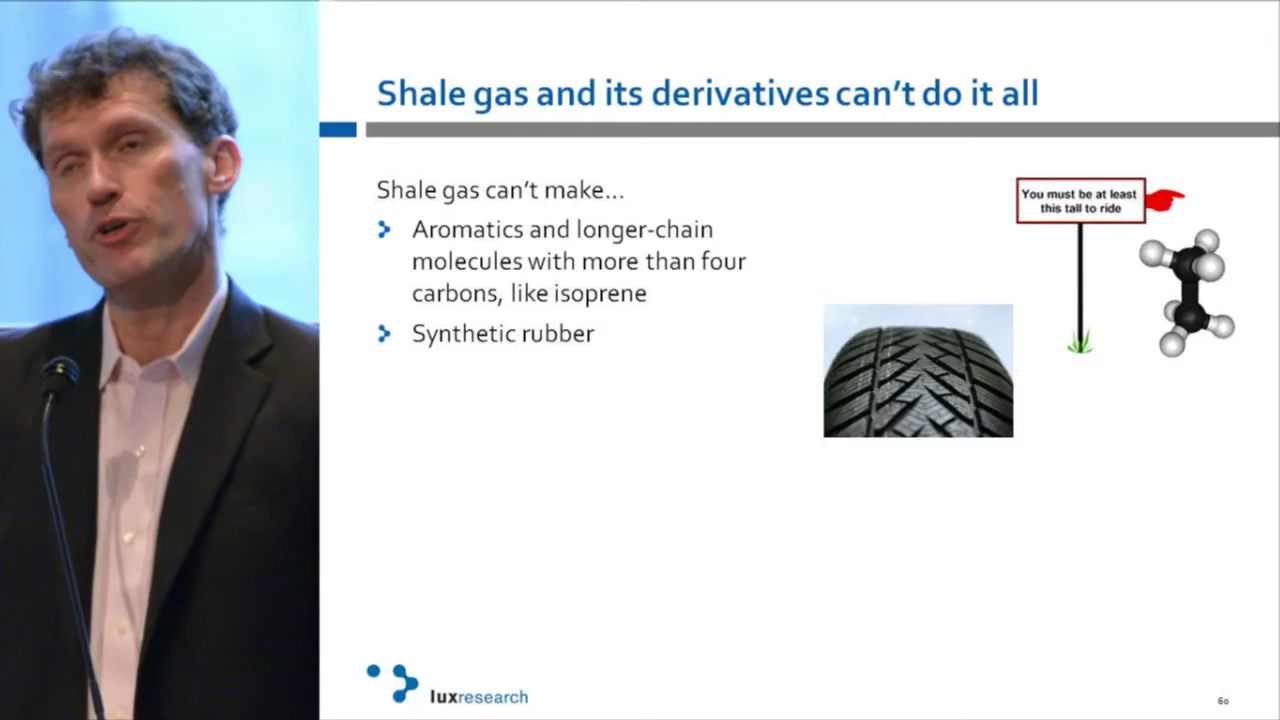 Shale gas and its derivatives can't do it all
Shale gas can't make...
Aromatics and longer-chain
molecules with more than four
carbons, like isoprene
Synthetic rubber
You must be at least
this tall to ride
luxresearch
60